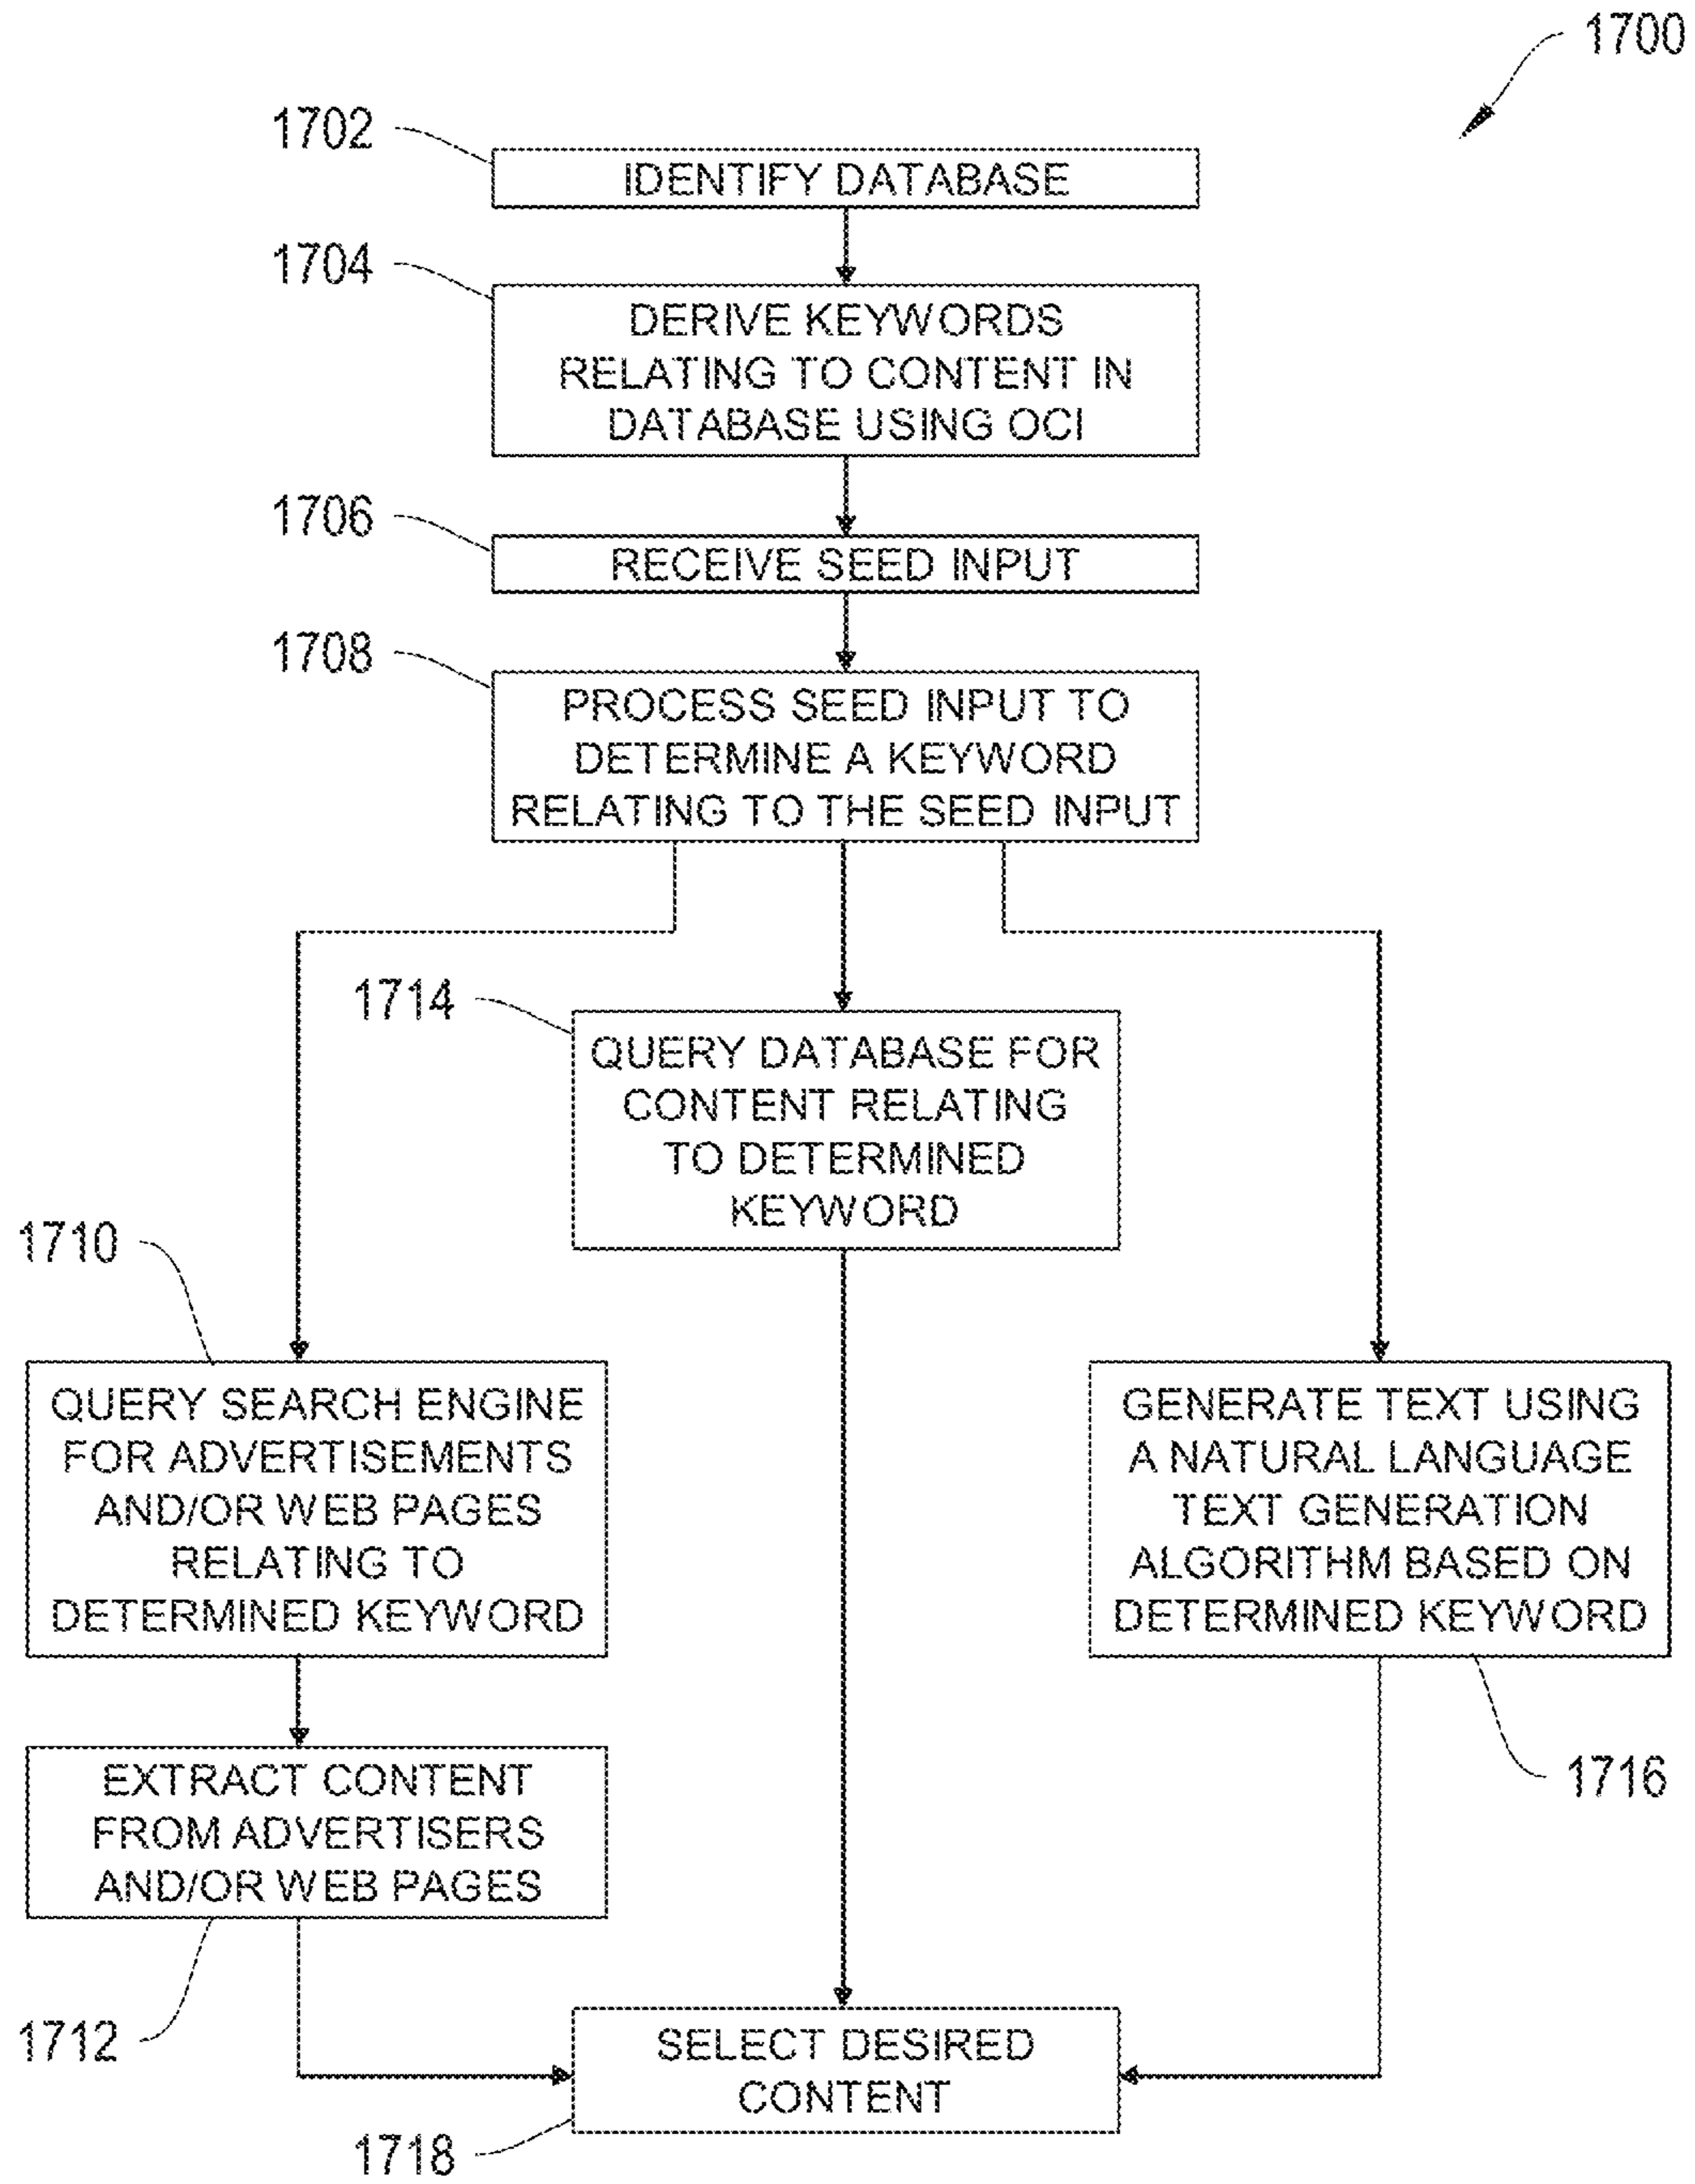 1700
1702
IDENTIFY DATABASE
1704
DERIVE KEYWORDS
RELATING TO CONTENT IN
DATABASE USING OCI
1706
RECEIVE SEED INPUT
1708
PROCESS SEED INPUT TO
DETERMINE A KEYWORD
RELATING TO THE SEED INPUT
1714
QUERY DATABASE FOR
CONTENT RELATING
TO DETERMINED
KEYWORD
1710
QUERY SEARCH ENGINE
FOR ADVERTISEMENTS
AND/OR WEB PAGES
RELATING TO
DETERMINED KEYWORD
GENERATE TEXT USING
A NATURAL LANGUAGE
TEXT GENERATION
ALGORITHM BASED ON
DETERMINED KEYWORD
1716
EXTRACT CONTENT
FROM ADVERTISERS
AND/OR WEB PAGES
1712
SELECT DESIRED
CONTENT
1718